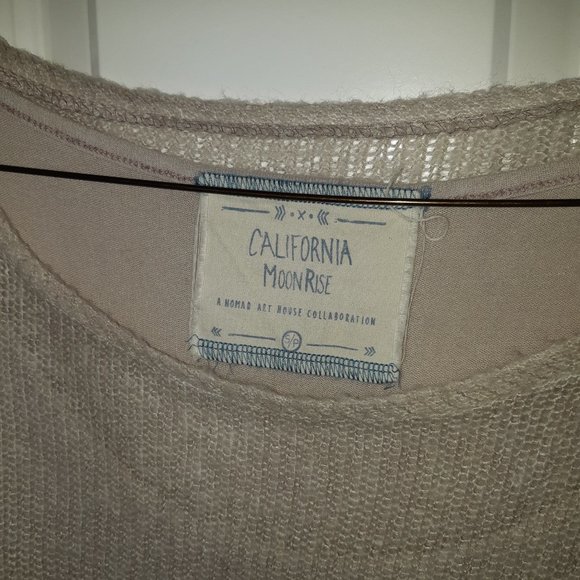 X
CALIFORNIA
MOONRISE
A NOMAD ART HOUSE COLLABORATION
S/P